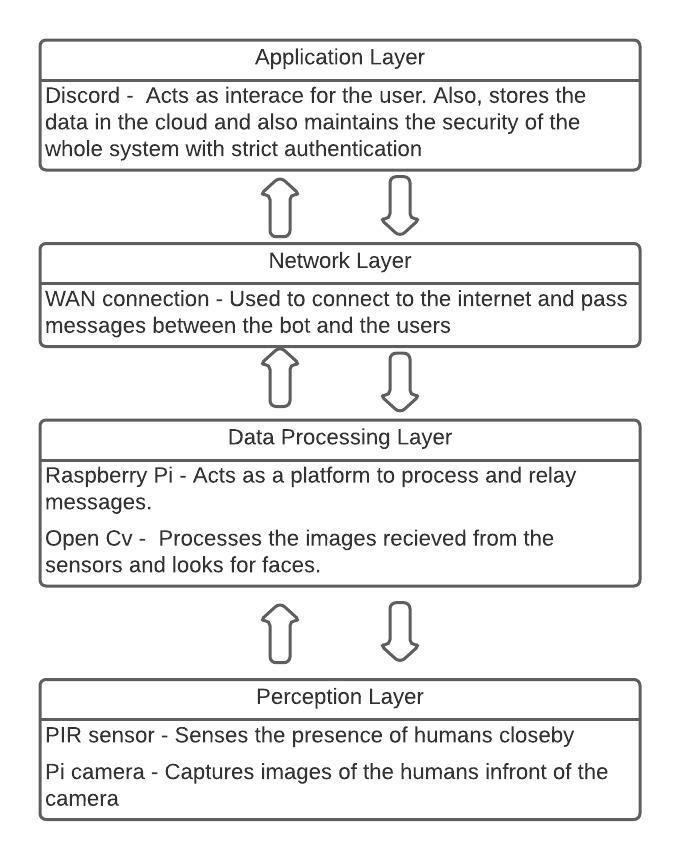 Application Layer
Discord -  Acts as interace for the user. Also, stores the
data in the cloud and also maintains the security of the
whole system with strict authentication
Network Layer
WAN connection - Used to connect to the internet and pass
messages between the bot and the users
Data Processing Layer
Raspberry Pi - Acts as a platform to process and relay
messages.
Open Cv -  Processes the images recieved from the
sensors and looks for faces.
Perception Layer
PIR sensor - Senses the presence of humans closeby
Pi camera - Captures images of the humans infront of the
camera